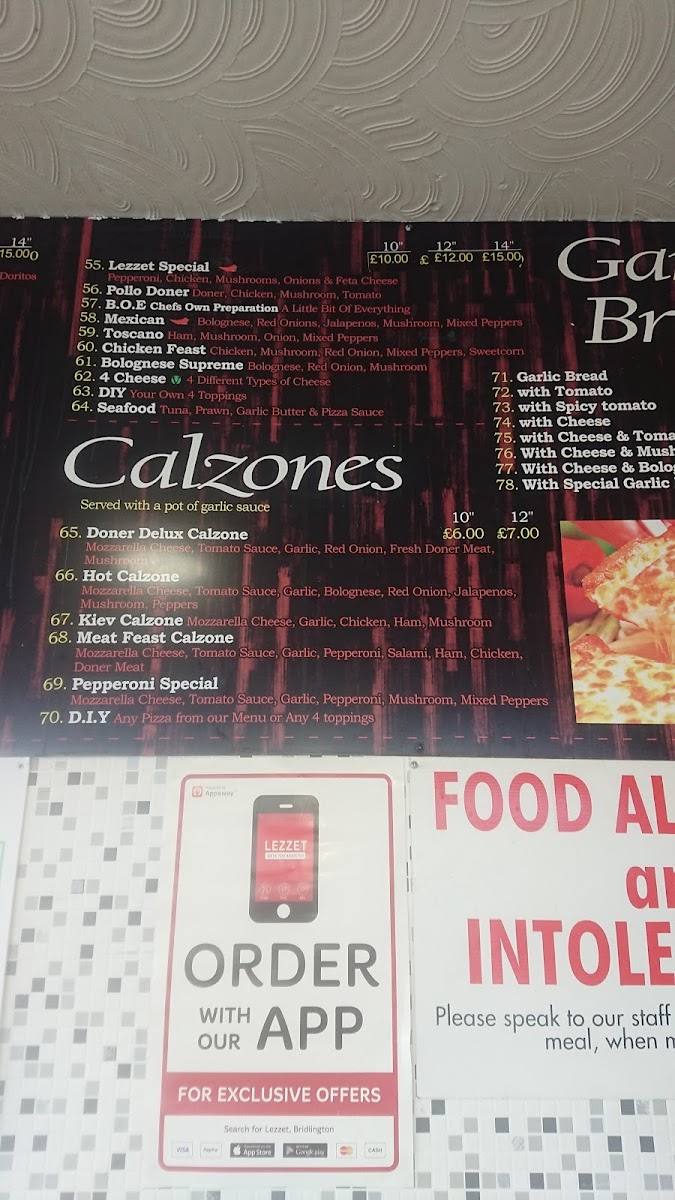 14"
15.000
Doritos
10" 12" 14"
£10.00 £ £12.00 £15.00
55. Lezzet Special
Pepperoni, Chicken, Mushrooms, Onions & Feta Cheese
56. Pollo Doner Doner, Chicken, Mushroom, Tomato
57. B.O.E Chefs Own Preparation A Little Bit Of Everything
58. Mexican Bolognese, Red Onions, Jalapenos, Mushroom, Mixed Peppers
59. Toscano Ham, Mushroom, Onion, Mixed Peppers
60. Chicken Feast Chicken, Mushroom, Red Onion, Mixed Peppers, Sweetcorn
61. Bolognese Supreme Bolognese, Red Onion, Mushroom
62. 4 Cheese V 4 Different Types of Cheese
63. DIY Your Own 4 Toppings
64. Seafood Tuna, Prawn, Garlic Butter & Pizza Sauce
Calzones
Served with a pot of garlic sauce
10" 12"
£6.00 £7.00
65. Doner Delux Calzone
Mozzarella Cheese, Tomato Sauce, Garlic, Red Onion, Fresh Doner Meat,
Mushroom
66. Hot Calzone
Mozzarella Cheese, Tomato Sauce, Garlic, Bolognese, Red Onion, Jalapenos,
Mushroom, Peppers
67. Kiev Calzone Mozzarella Cheese, Garlic, Chicken, Ham, Mushroom
68. Meat Feast Calzone
Mozzarella Cheese, Tomato Sauce, Garlic, Pepperoni, Salami, Ham, Chicken,
Doner Meat
69. Pepperoni Special
Mozzarella Cheese, Tomato Sauce, Garlic, Pepperoni, Mushroom, Mixed Peppers
70. D.I.Y Any Pizza from our Menu or Any 4 toppings
Gar
Br
71. Garlic Bread
72. with Tomato
73. with Spicy tomato
74. with Cheese
75. with Cheese & Toma
76. With Cheese & Mush
77. With Cheese & Bolog
78. With Special Garlic
Appeway
LEZZET
ORDER
WITH OUR APP
FOR EXCLUSIVE OFFERS
Search for Lezzet, Bridlington
VISA PayPal App Store Google play CASH
FOOD AL
an
INTOLE
Please speak to our staff
meal, when m